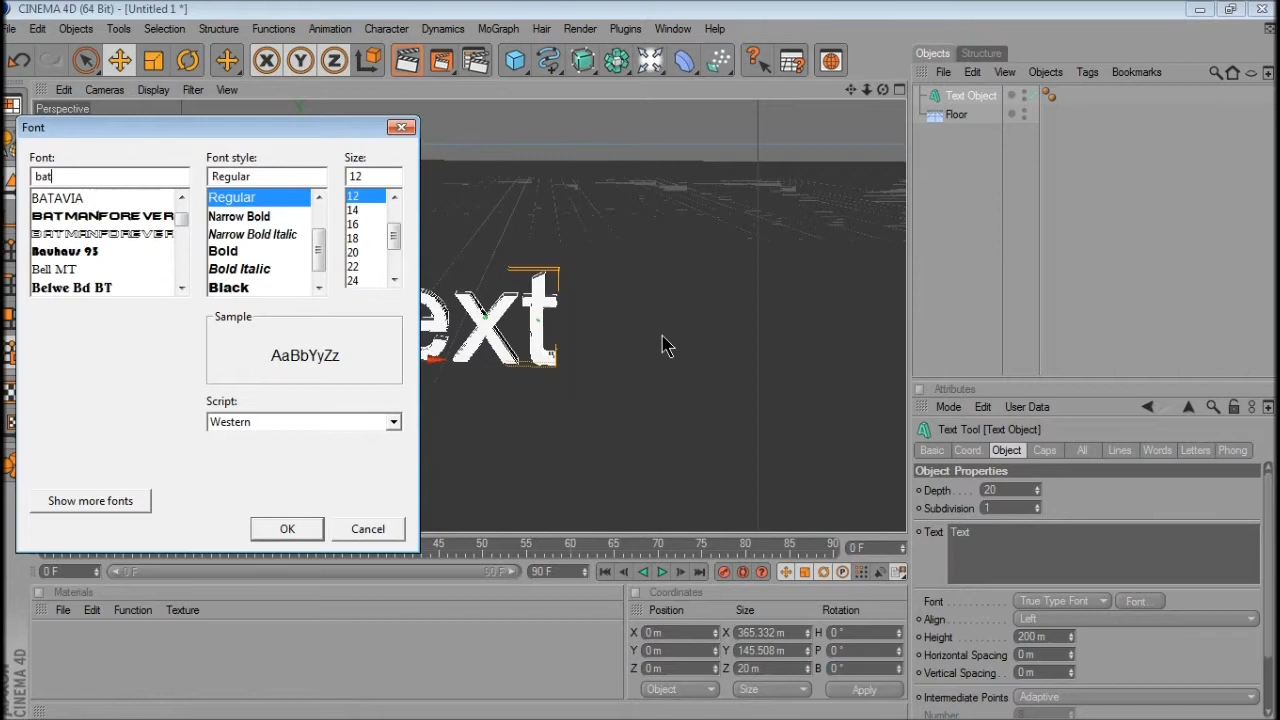 CINEMA 4D (64 Bit) - [Untitled 1 *]
Edit Objects Tools Selection Structure Functions Animation Character Dynamics MoGraph Hair Render Plugins Window Help
Edit Cameras Display Filter View
Perspective
Font
Font: Font style: Size:
bat Regular 12
BATAVIA Regular 12
BATMANFOREVER Narrow Bold 14
BATMANFOREVER Narrow Bold Italic 16
Bauhaus 93 Bold 18
Bell MT Bold Italic 20
Belwe Bd BT Black 22
24
Sample
AaBbYyZz
Script:
Western
Show more fonts
OK Cancel
ext
45 50 55 60 65 70 75 80 85 90 0 F
0 F 0 F 90 F 90 F
Materials
File Edit Function Texture
Coordinates
Position Size Rotation
X 0 m X 365.332 m H 0 °
Y 0 m Y 145.508 m P 0 °
Z 0 m Z 20 m B 0 °
Object Size Apply
Objects Structure
File Edit View Objects Tags Bookmarks
Text Object
Floor
Attributes
Mode Edit User Data
Text Tool [Text Object]
Basic Coord. Object Caps All Lines Words Letters Phong
Object Properties
Depth 20
Subdivision 1
Text Text
Font True Type Font Font...
Align Left
Height 200 m
Horizontal Spacing 0 m
Vertical Spacing 0 m
Intermediate Points Adaptive
Number
CINEMA 4D